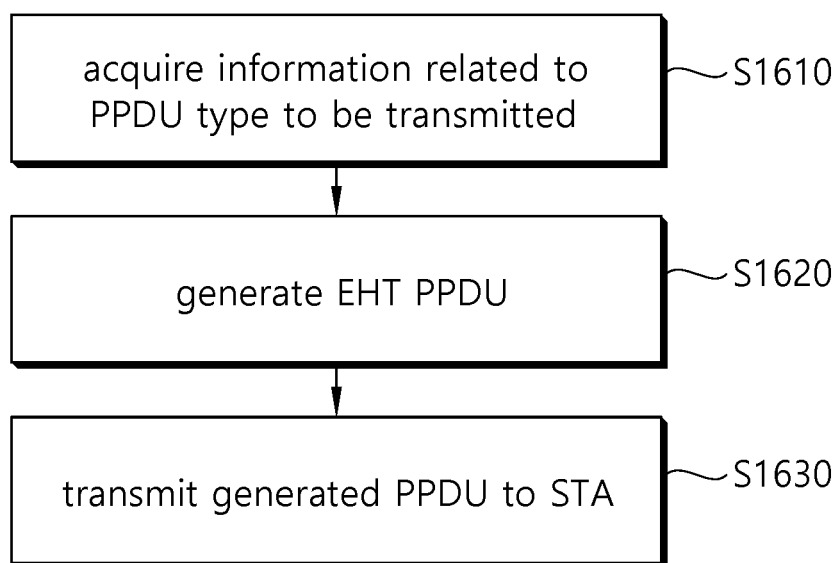 acquire information related to
PPDU type to be transmitted
S1610
generate EHT PPDU
S1620
transmit generated PPDU to STA
S1630